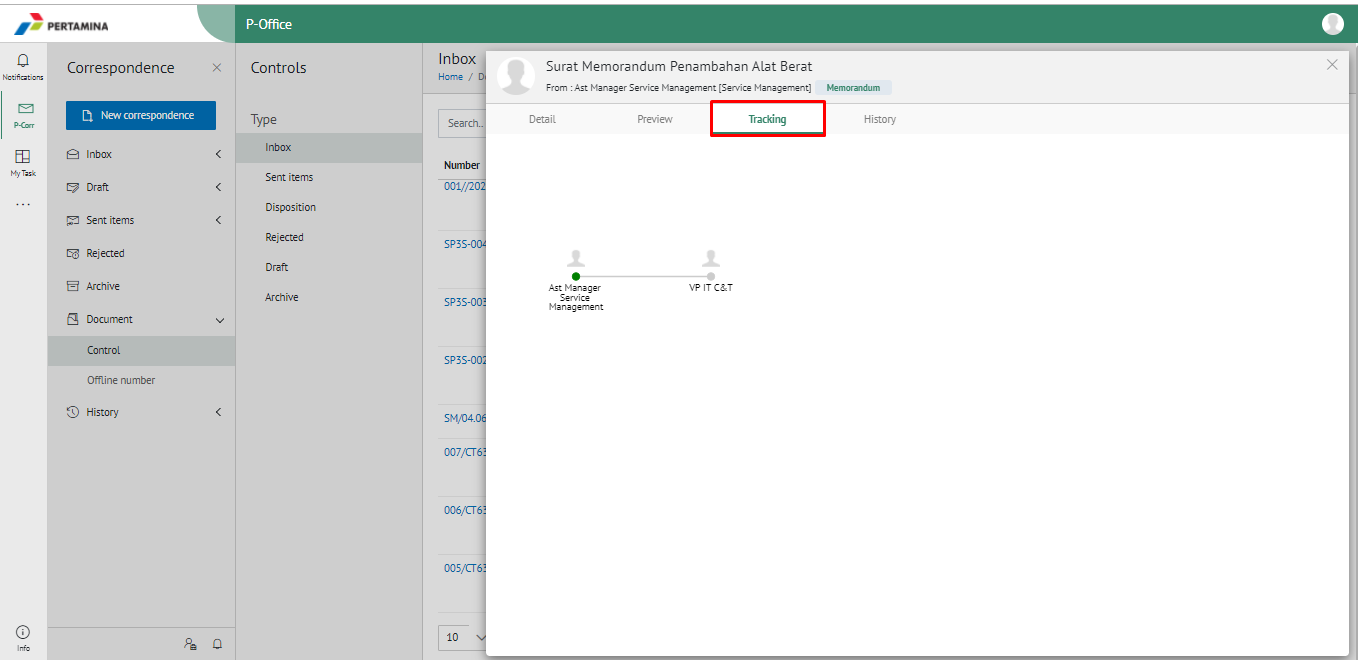 PERTAMINA
P-Office
Notifications
P-Corr
My Task
...
Info
Correspondence
New correspondence
Inbox
Draft
Sent items
Rejected
Archive
Document
Control
Offline number
History
Controls
Type
Inbox
Sent items
Disposition
Rejected
Draft
Archive
Inbox
Home / D
Search..
Number
001//202
SP3S-004
SP3S-003
SP3S-002
SM/04.06
007/CT63
006/CT63
005/CT63
10
Surat Memorandum Penambahan Alat Berat
From : Ast Manager Service Management [Service Management] Memorandum
Detail Preview Tracking History
Ast Manager
Service
Management
VP IT C&T